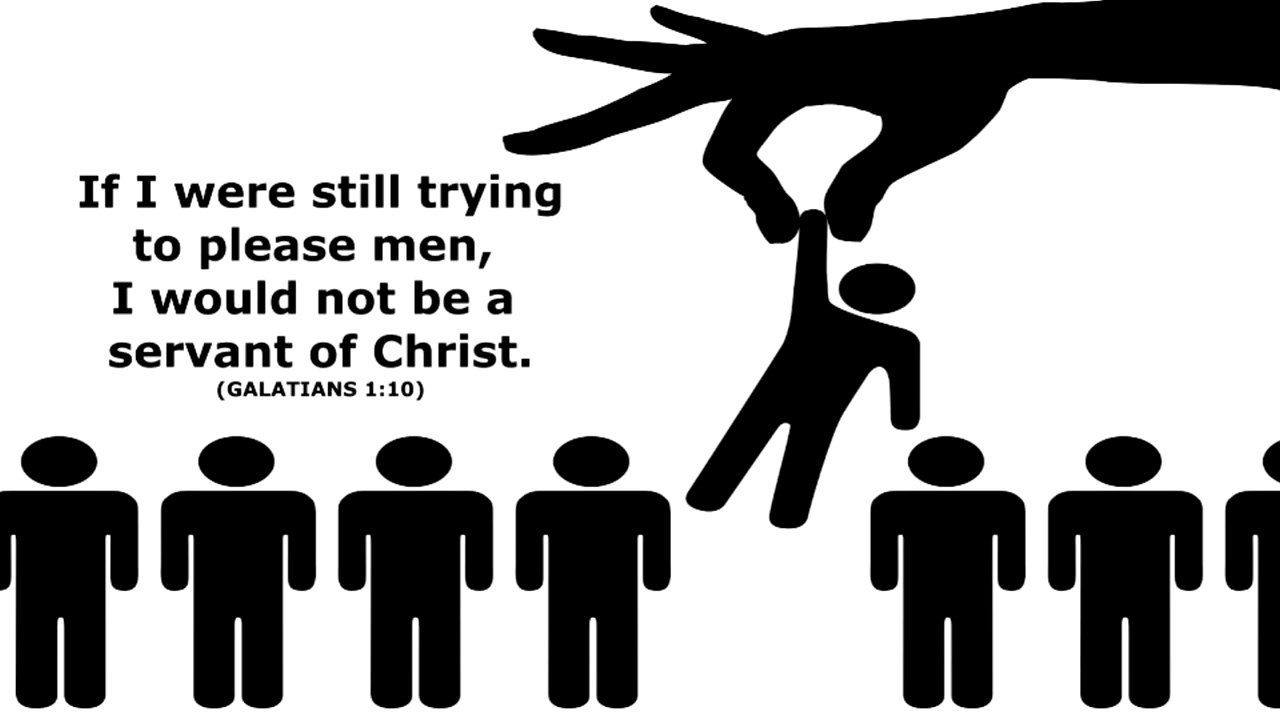 If I were still trying
to please men,
I would not be a
servant of Christ.
(GALATIANS 1:10)